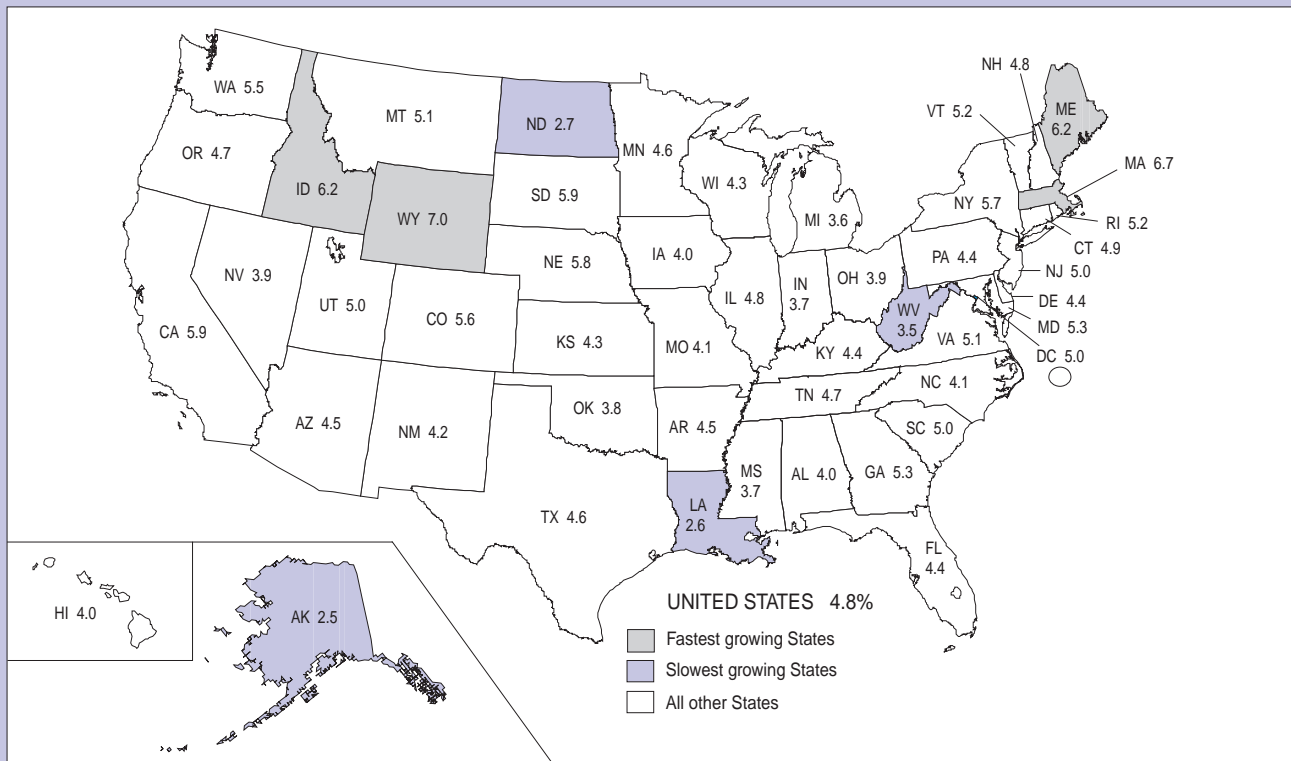 NH 4.8
ME
6.2
WA 5.5
VT 5.2
MT 5.1
ND 2.7
MN 4.6
OR 4.7
MA 6.7
ID 6.2
SD 5.9
WI 4.3
NY 5.7
WY 7.0
MI 3.6
RI 5.2
CT 4.9
IA 4.0
PA 4.4
NE 5.8
NJ 5.0
NV 3.9
OH 3.9
IN
3.7
UT 5.0
IL 4.8
DE 4.4
CO 5.6
WV
3.5
MD 5.3
CA 5.9
KS 4.3
MO 4.1
VA 5.1
KY 4.4
DC 5.0
NC 4.1
TN 4.7
OK 3.8
AZ 4.5
NM 4.2
AR 4.5
SC 5.0
MS
3.7
AL 4.0
GA 5.3
LA
2.6
TX 4.6
FL
4.4
UNITED STATES 4.8%
HI 4.0
AK 2.5
Fastest growing States
Slowest growing States
All other States